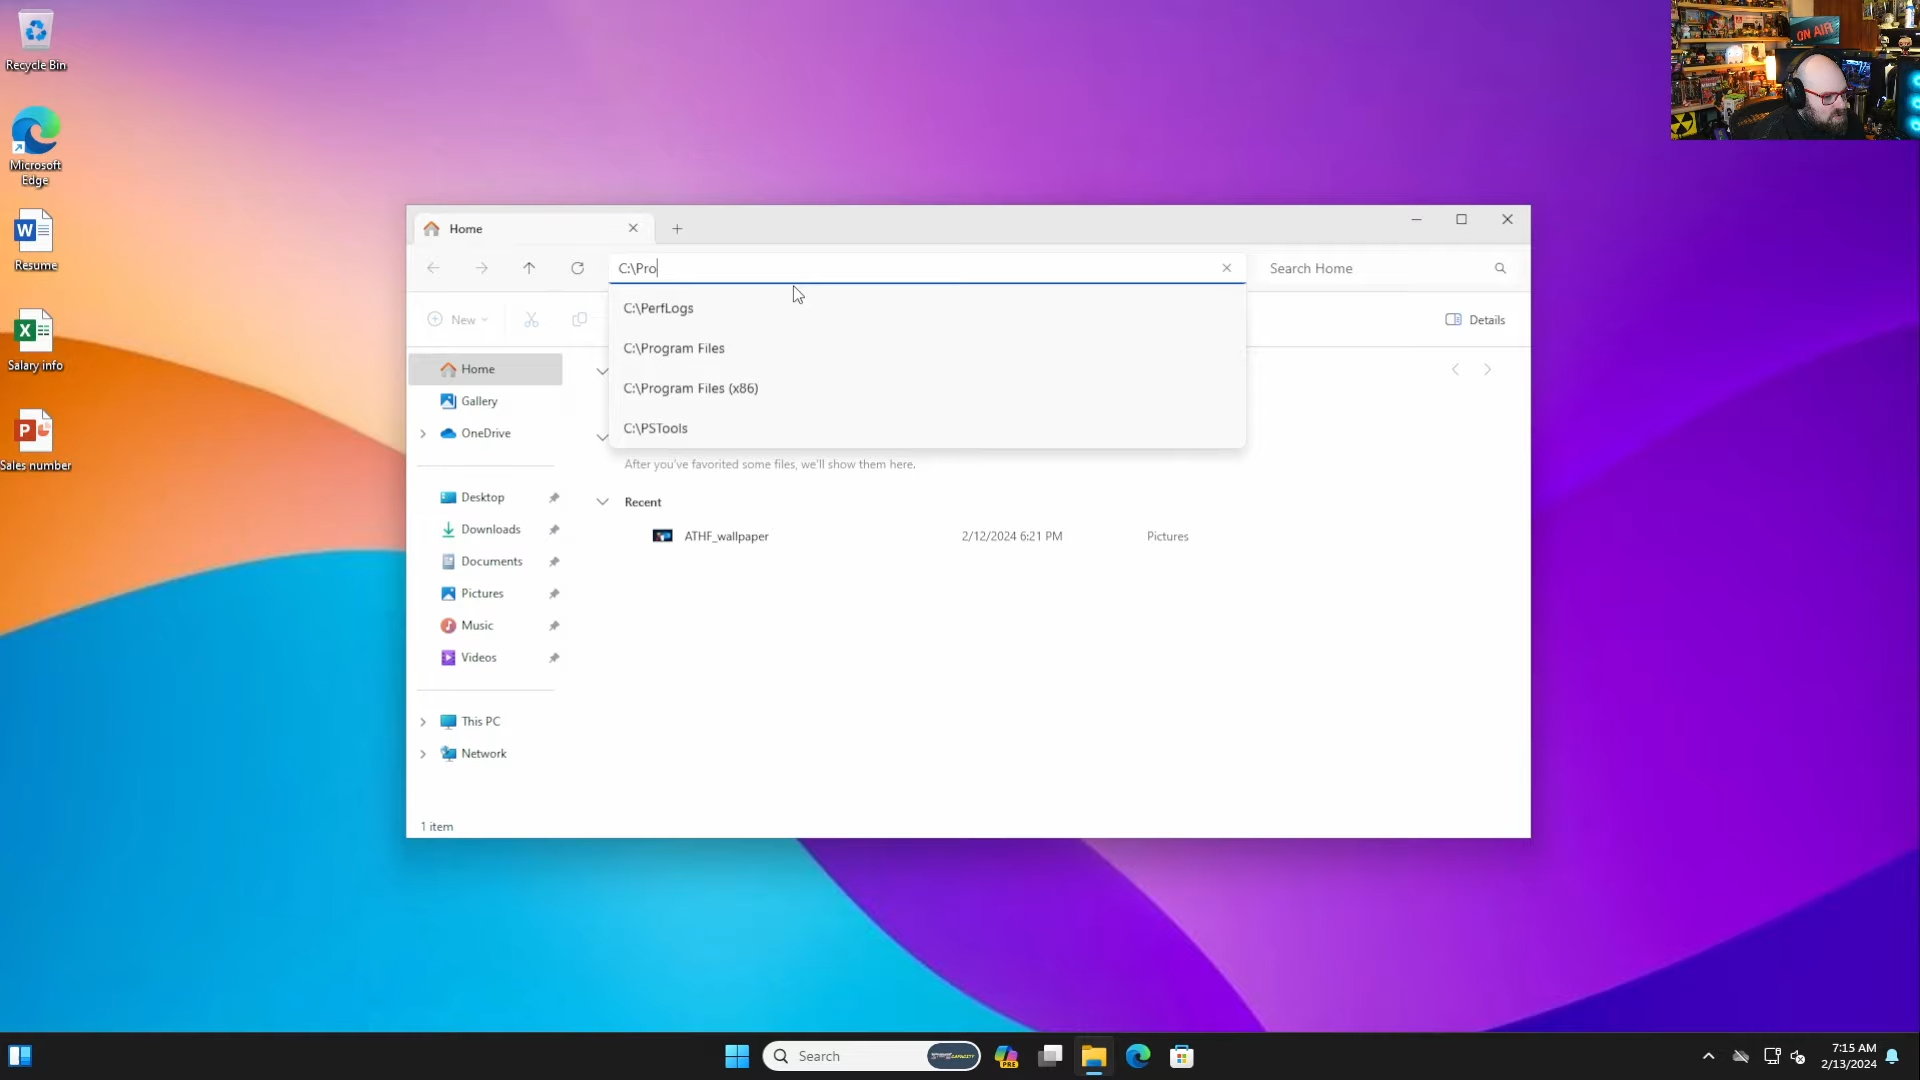 Recycle Bin
Microsoft
Edge
Resume
Salary info
Sales number
ON AIR
Home
C:\Pro
Search Home
New
Details
C:\PerfLogs
C:\Program Files
C:\Program Files (x86)
C:\PSTools
Home
Gallery
OneDrive
Desktop
Downloads
Documents
Pictures
Music
Videos
This PC
Network
After you've favorited some files, we'll show them here.
Recent
ATHF_wallpaper 2/12/2024 6:21 PM Pictures
1 item
Search
PRE
7:15 AM
2/13/2024